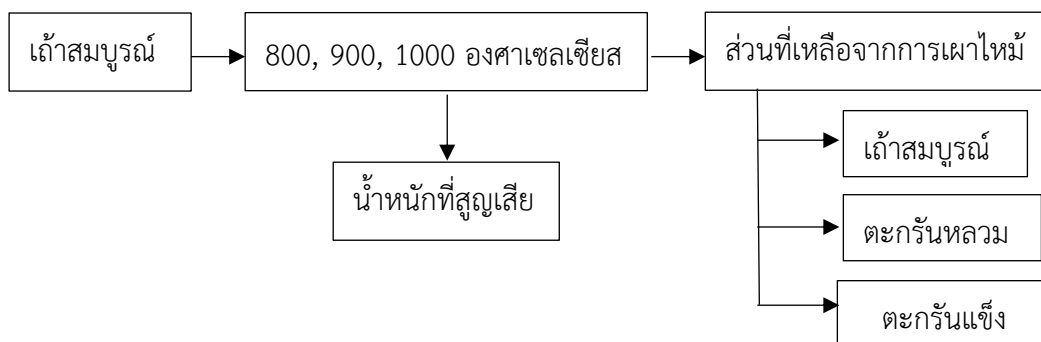 เถ้าสมบูรณ์
800, 900, 1000 องศาเซลเซียส
ส่วนที่เหลือจากการเผาไหม้
เถ้าสมบูรณ์
น้ำหนักที่สูญเสีย
ตะกรันหลวม
ตะกรันแข็ง